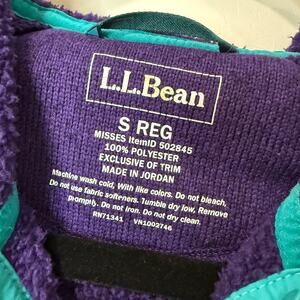 L.L.Bean
S REG
MISSES ItemID 502845
100% POLYESTER
EXCLUSIVE OF TRIM
MADE IN JORDAN
Machine wash cold. With like colors. Do not bleach.
Do not use fabric softeners. Tumble dry low. Remove
promptly. Do not iron. Do not dry clean.
RN71341 VN1002746